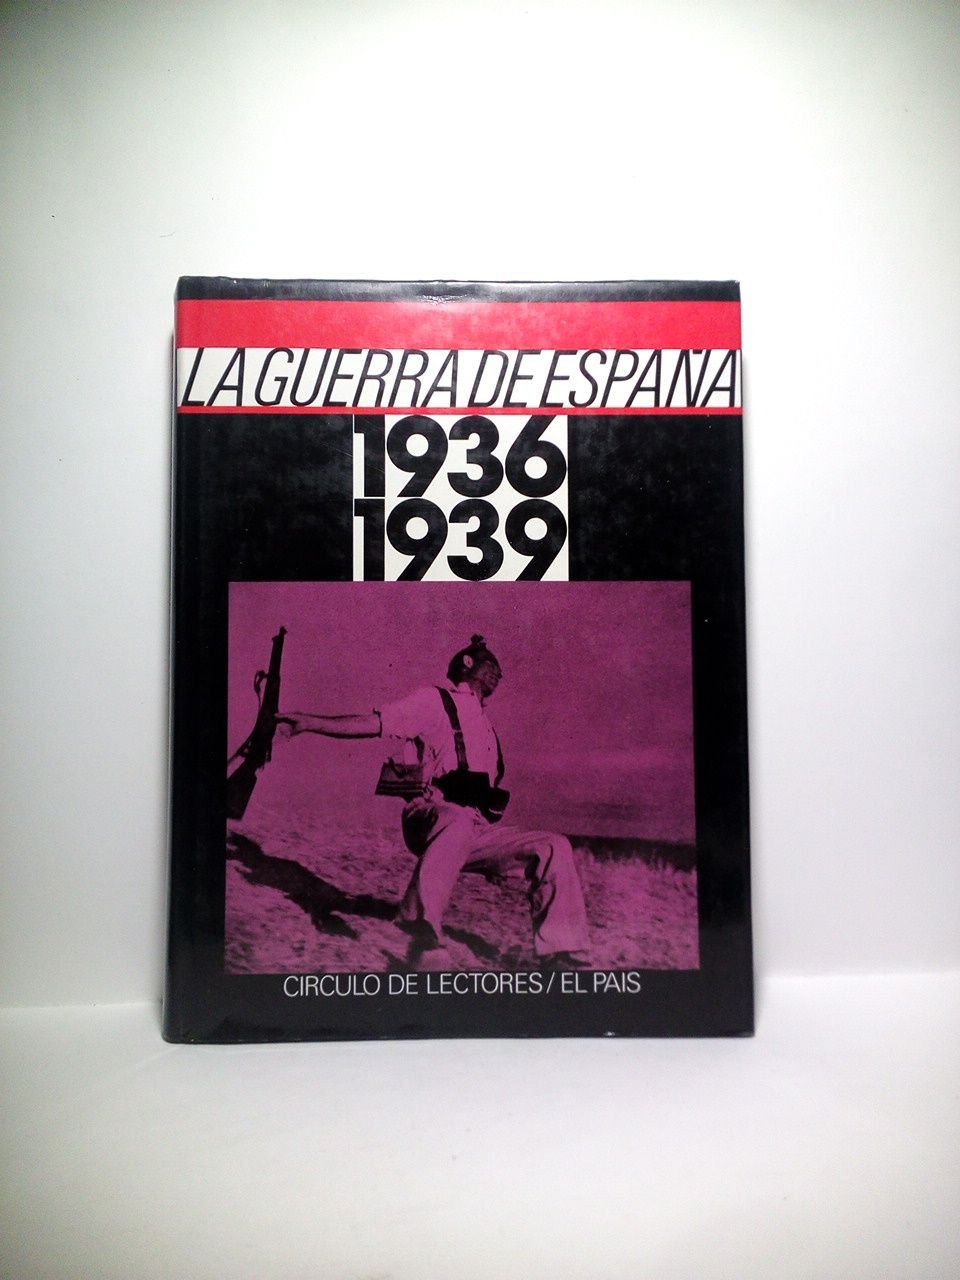 LA GUERRA DE ESPAÑA
1936
1939
CIRCULO DE LECTORES / EL PAIS